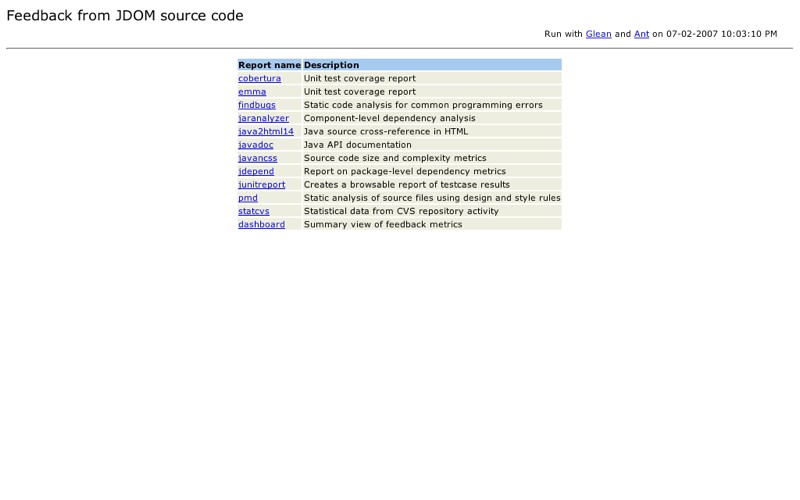 Feedback from JDOM source code
Run with Glean and Ant on 07-02-2007 10:03:10 PM
Report name Description
cobertura Unit test coverage report
emma Unit test coverage report
findbugs Static code analysis for common programming errors
jaranalyzer Component-level dependency analysis
java2html14 Java source cross-reference in HTML
javadoc Java API documentation
javancss Source code size and complexity metrics
jdepend Report on package-level dependency metrics
junitreport Creates a browsable report of testcase results
pmd Static analysis of source files using design and style rules
statcvs Statistical data from CVS repository activity
dashboard Summary view of feedback metrics